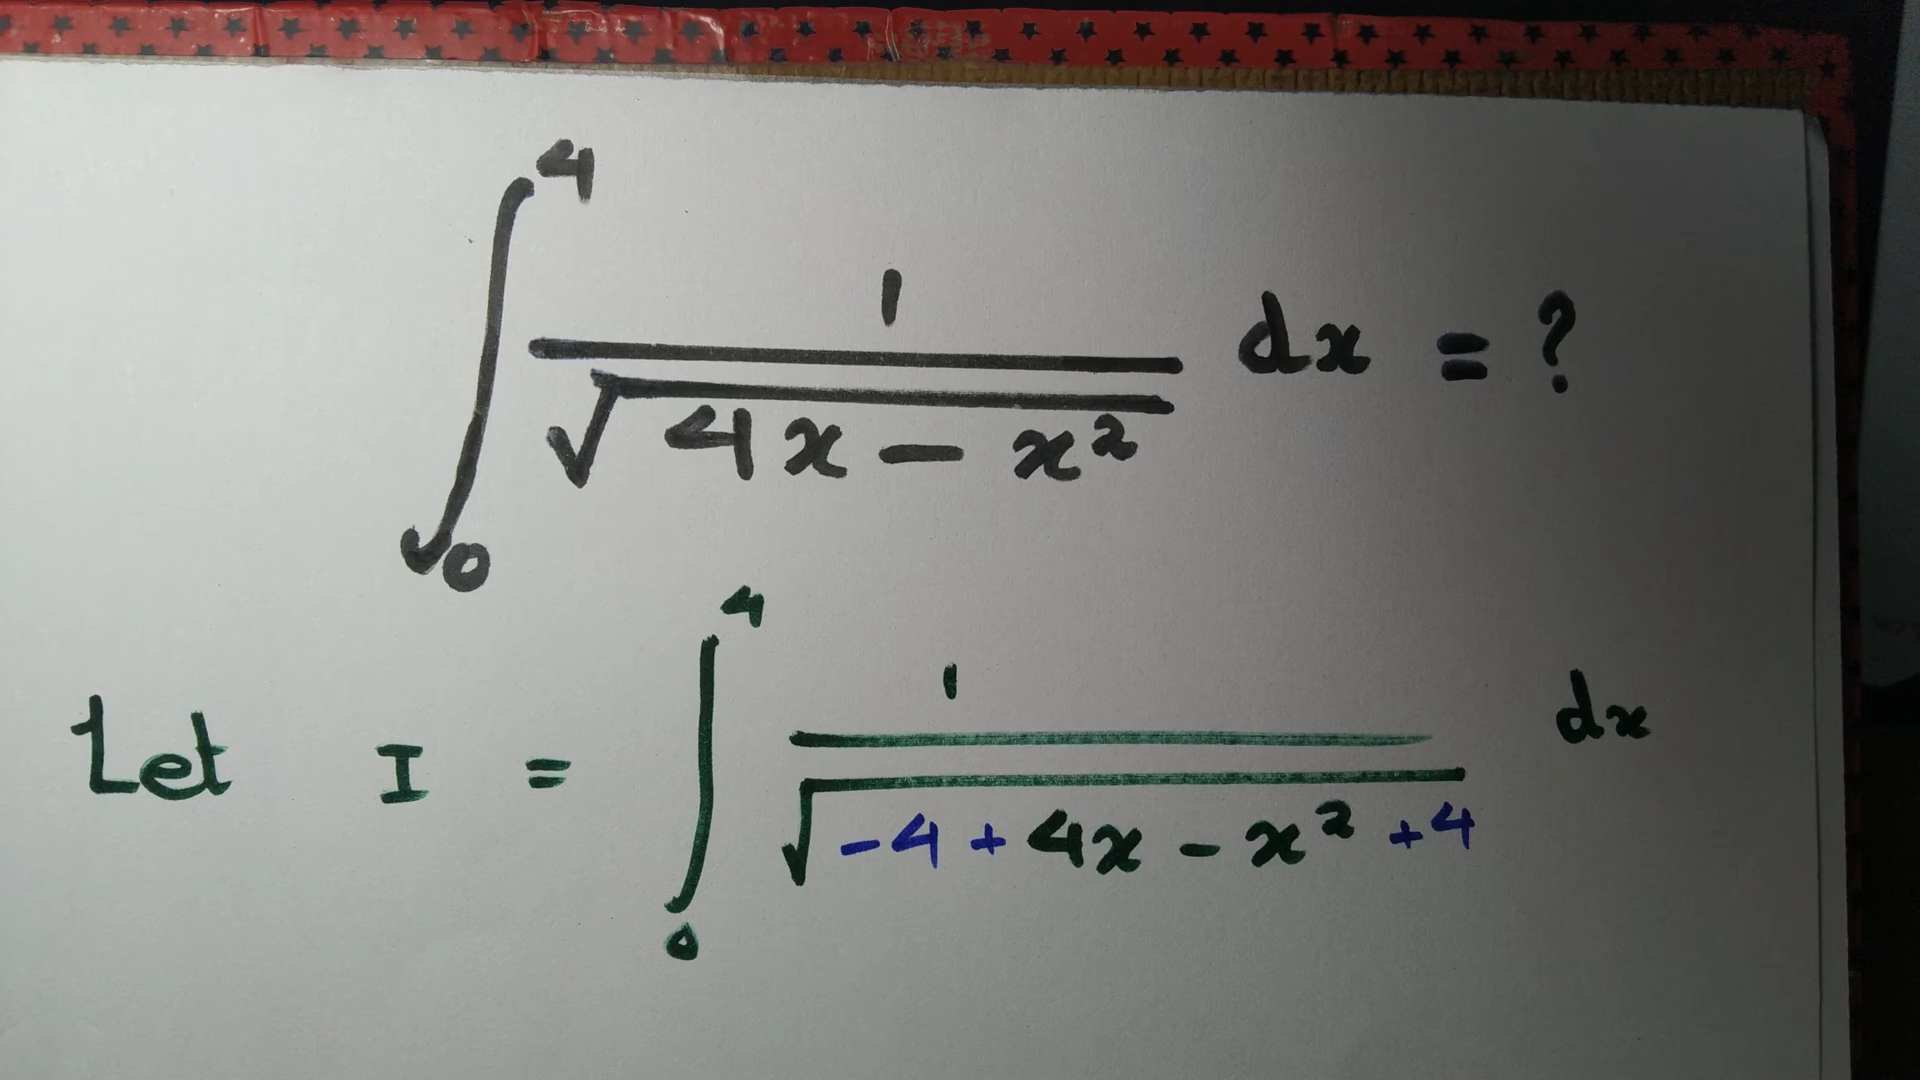 ∫₀⁴ 1/√(4x − x²) dx = ?
Let I = ∫₀⁴ 1/√(−4 + 4x − x² + 4) dx